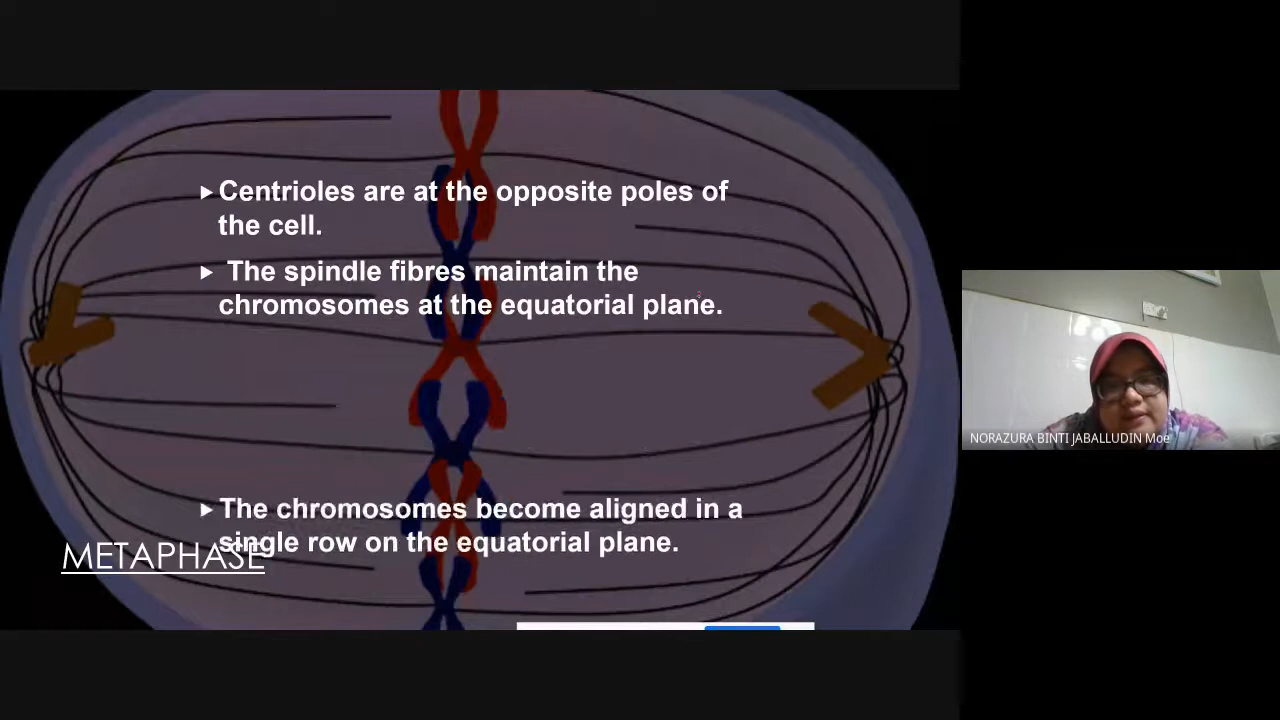 Centrioles are at the opposite poles of
the cell.
The spindle fibres maintain the
chromosomes at the equatorial plane.
The chromosomes become aligned in a
single row on the equatorial plane.
METAPHASE
NORAZURA BINTI JABALLUDIN Moe